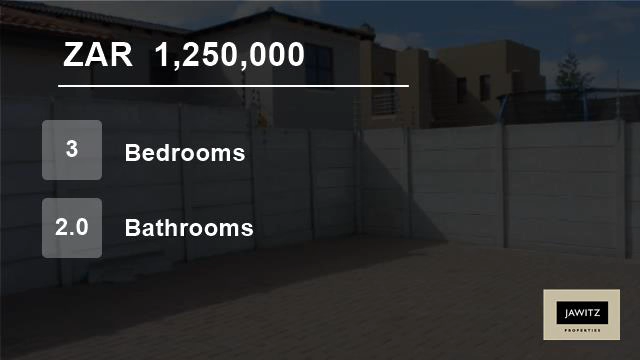 ZAR 1,250,000
3 Bedrooms
2.0 Bathrooms
JAWITZ
PROPERTIES